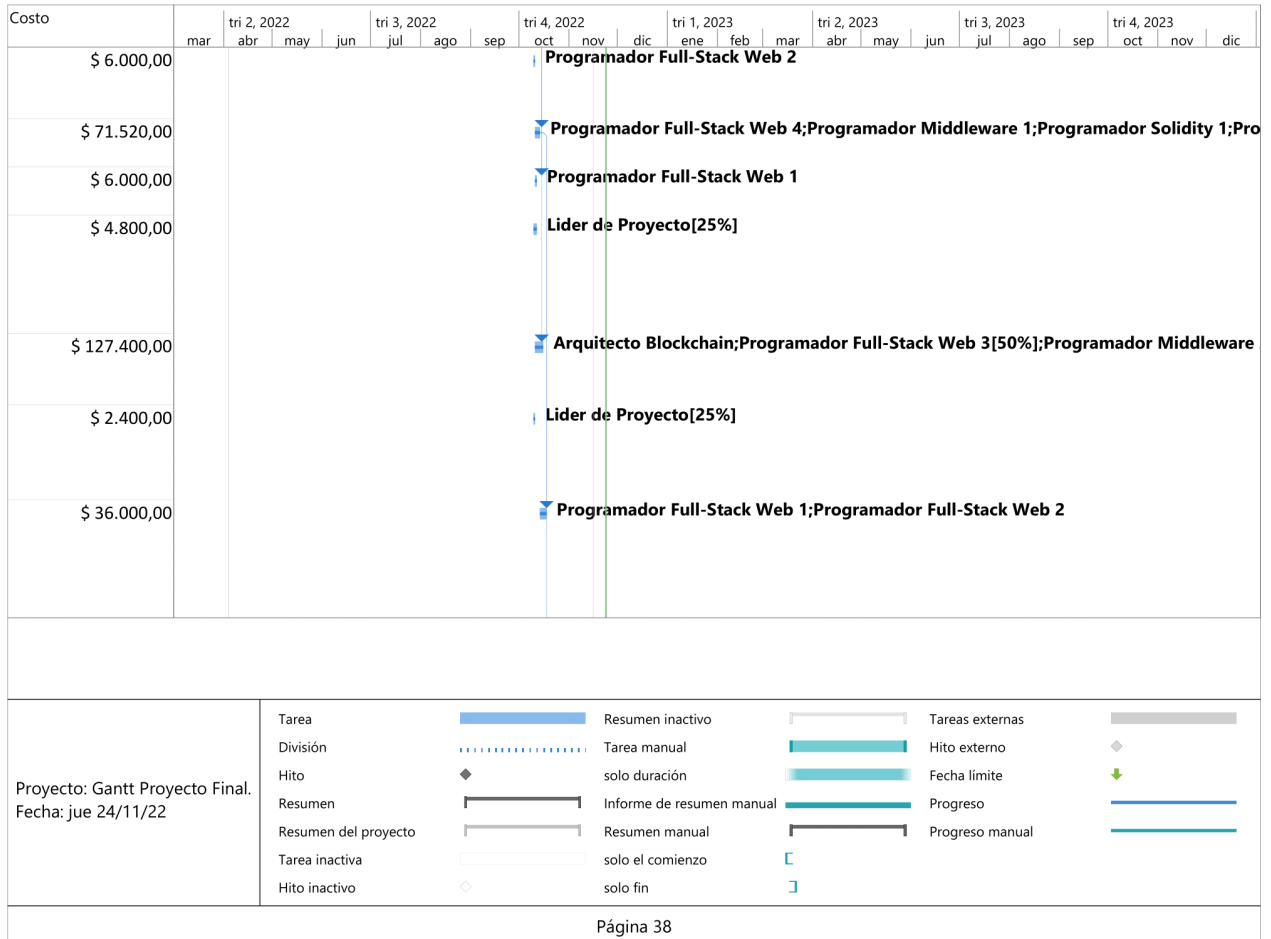 Costo
tri 2, 2022 tri 3, 2022 tri 4, 2022 tri 1, 2023 tri 2, 2023 tri 3, 2023 tri 4, 2023
mar abr may jun jul ago sep oct nov dic ene feb mar abr may jun jul ago sep oct nov dic
$ 6.000,00 Programador Full-Stack Web 2
$ 71.520,00 Programador Full-Stack Web 4;Programador Middleware 1;Programador Solidity 1;Pro
$ 6.000,00 Programador Full-Stack Web 1
$ 4.800,00 Lider de Proyecto[25%]
$ 127.400,00 Arquitecto Blockchain;Programador Full-Stack Web 3[50%];Programador Middleware
$ 2.400,00 Lider de Proyecto[25%]
$ 36.000,00 Programador Full-Stack Web 1;Programador Full-Stack Web 2
Proyecto: Gantt Proyecto Final.
Fecha: jue 24/11/22
Tarea
División
Hito
Resumen
Resumen del proyecto
Tarea inactiva
Hito inactivo
Resumen inactivo
Tarea manual
solo duración
Informe de resumen manual
Resumen manual
solo el comienzo
solo fin
Tareas externas
Hito externo
Fecha límite
Progreso
Progreso manual
Página 38